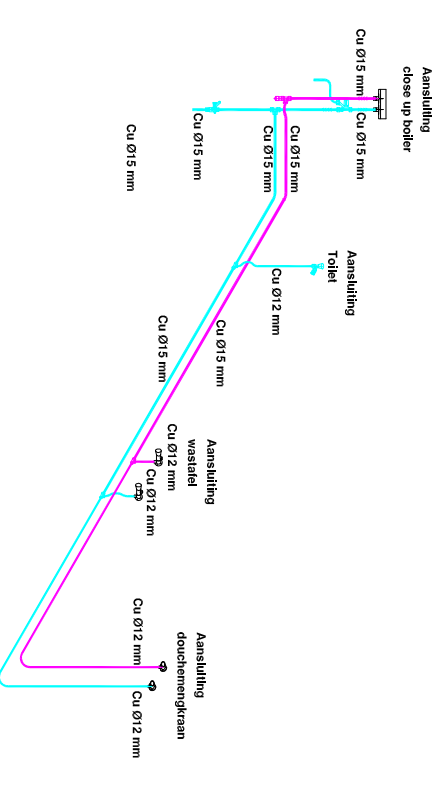 Aansluiting
close up boiler
Cu Ø15 mm
Cu Ø15 mm
Cu Ø15 mm
Cu Ø15 mm
Cu Ø15 mm
Cu Ø15 mm
Aansluiting
Toilet
Cu Ø12 mm
Cu Ø15 mm
Cu Ø15 mm
Aansluiting
wastafel
Cu Ø12 mm
Cu Ø12 mm
Aansluiting
douchemengkraan
Cu Ø12 mm
Cu Ø12 mm